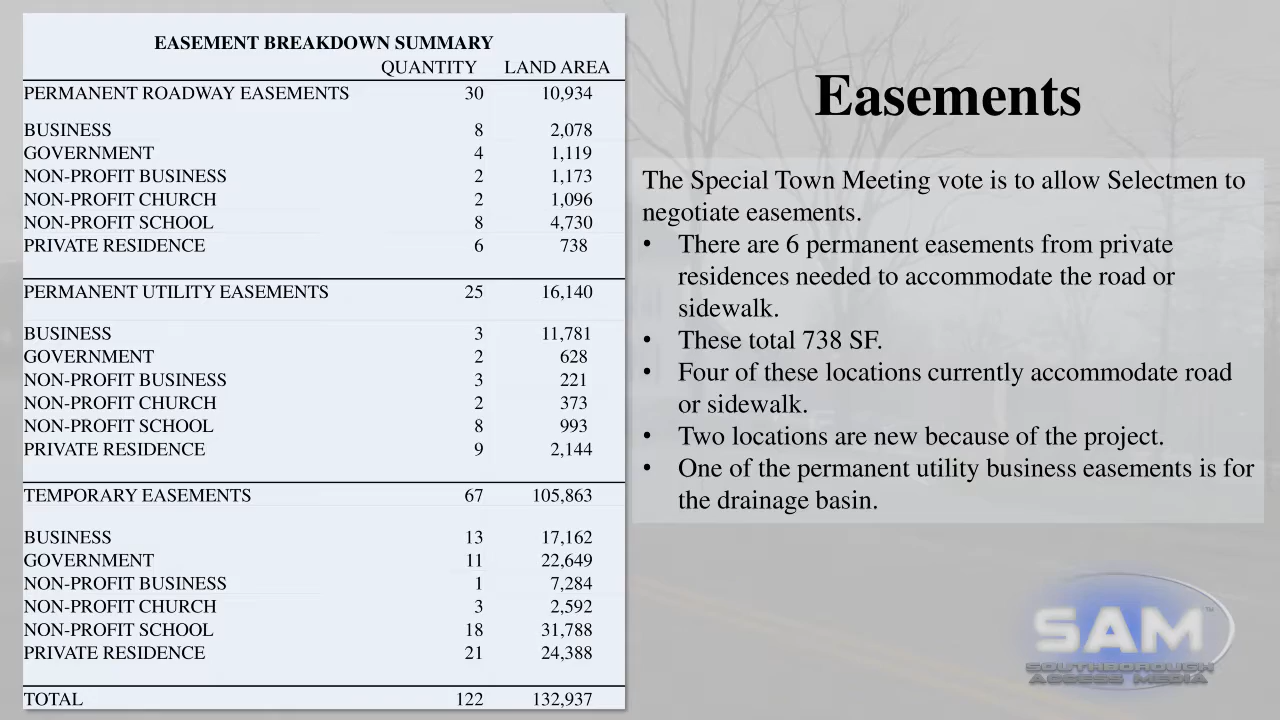 EASEMENT BREAKDOWN SUMMARY
QUANTITY LAND AREA
PERMANENT ROADWAY EASEMENTS 30 10,934
BUSINESS 8 2,078
GOVERNMENT 4 1,119
NON-PROFIT BUSINESS 2 1,173
NON-PROFIT CHURCH 2 1,096
NON-PROFIT SCHOOL 8 4,730
PRIVATE RESIDENCE 6 738
PERMANENT UTILITY EASEMENTS 25 16,140
BUSINESS 3 11,781
GOVERNMENT 2 628
NON-PROFIT BUSINESS 3 221
NON-PROFIT CHURCH 2 373
NON-PROFIT SCHOOL 8 993
PRIVATE RESIDENCE 9 2,144
TEMPORARY EASEMENTS 67 105,863
BUSINESS 13 17,162
GOVERNMENT 11 22,649
NON-PROFIT BUSINESS 1 7,284
NON-PROFIT CHURCH 3 2,592
NON-PROFIT SCHOOL 18 31,788
PRIVATE RESIDENCE 21 24,388
TOTAL 122 132,937
Easements
The Special Town Meeting vote is to allow Selectmen to
negotiate easements.
• There are 6 permanent easements from private
residences needed to accommodate the road or
sidewalk.
• These total 738 SF.
• Four of these locations currently accommodate road
or sidewalk.
• Two locations are new because of the project.
• One of the permanent utility business easements is for
the drainage basin.
SAM™
SOUTHBOROUGH
ACCESS MEDIA